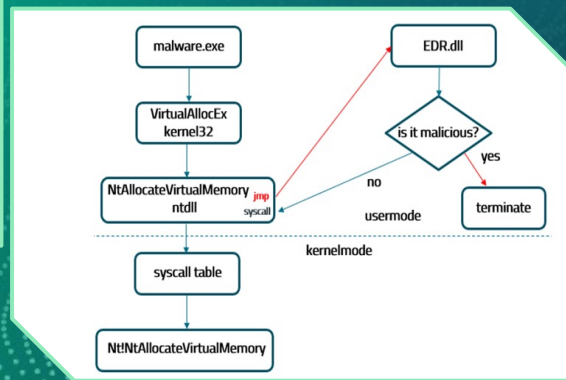 malware.exe
EDR.dll
VirtualAllocEx
kernel32
is it malicious?
yes
NtAllocateVirtualMemory
jmp
ntdll
syscall
no
usermode
terminate
kernelmode
syscall table
Nt!NtAllocateVirtualMemory